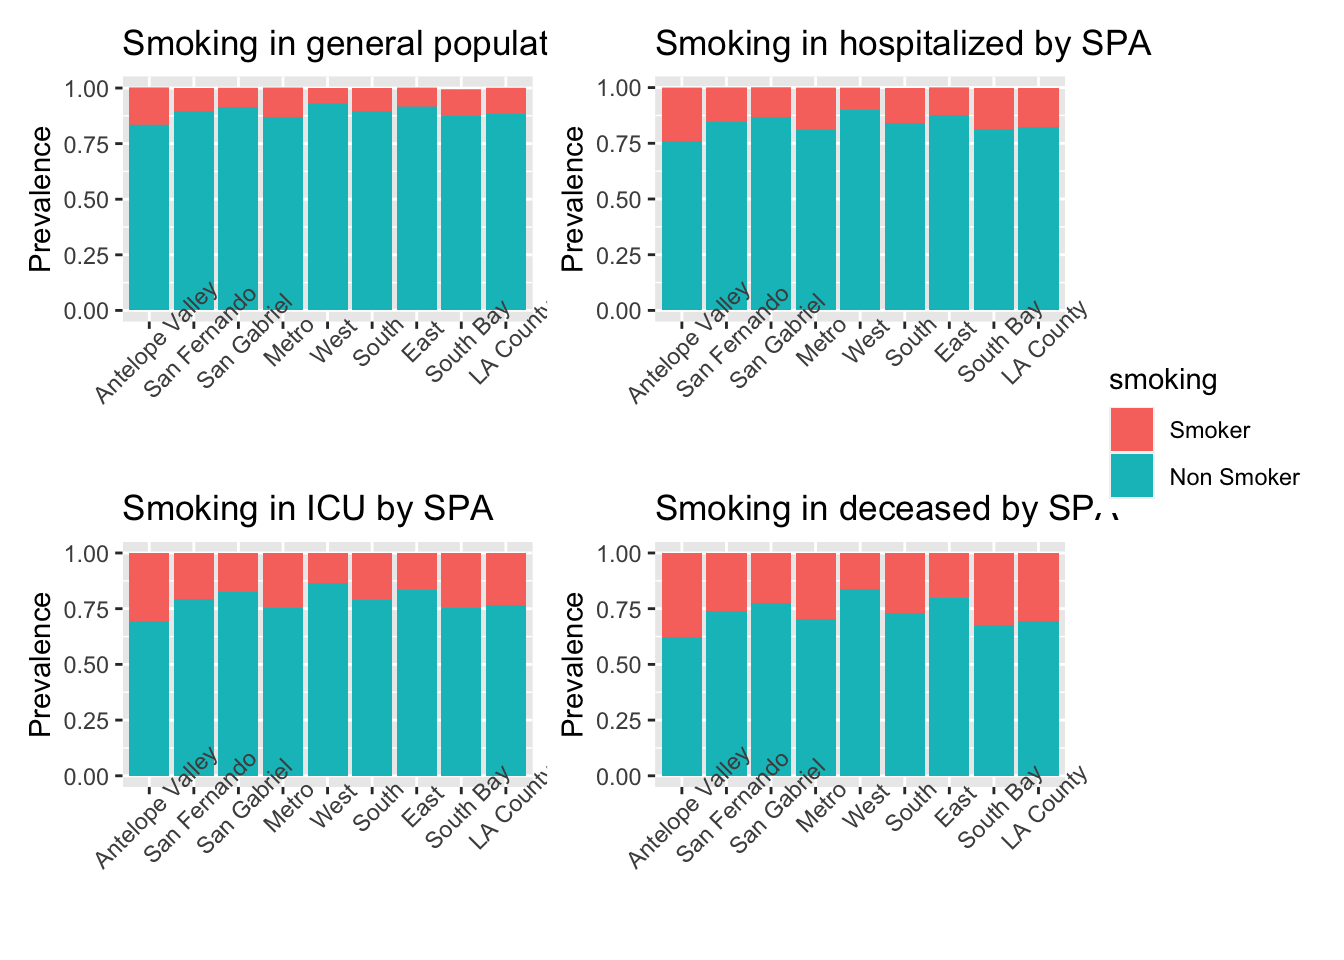 Smoking in general populat
Prevalence
1.00
0.75
0.50
0.25
0.00
Antelope Valley
San Fernando
San Gabriel
Metro
West
South
East
South Bay
LA County
Smoking in hospitalized by SPA
Prevalence
1.00
0.75
0.50
0.25
0.00
Antelope Valley
San Fernando
San Gabriel
Metro
West
South
East
South Bay
LA County
smoking
Smoker
Non Smoker
Smoking in ICU by SPA
Prevalence
1.00
0.75
0.50
0.25
0.00
Antelope Valley
San Fernando
San Gabriel
Metro
West
South
East
South Bay
LA County
Smoking in deceased by SPA
Prevalence
1.00
0.75
0.50
0.25
0.00
Antelope Valley
San Fernando
San Gabriel
Metro
West
South
East
South Bay
LA County